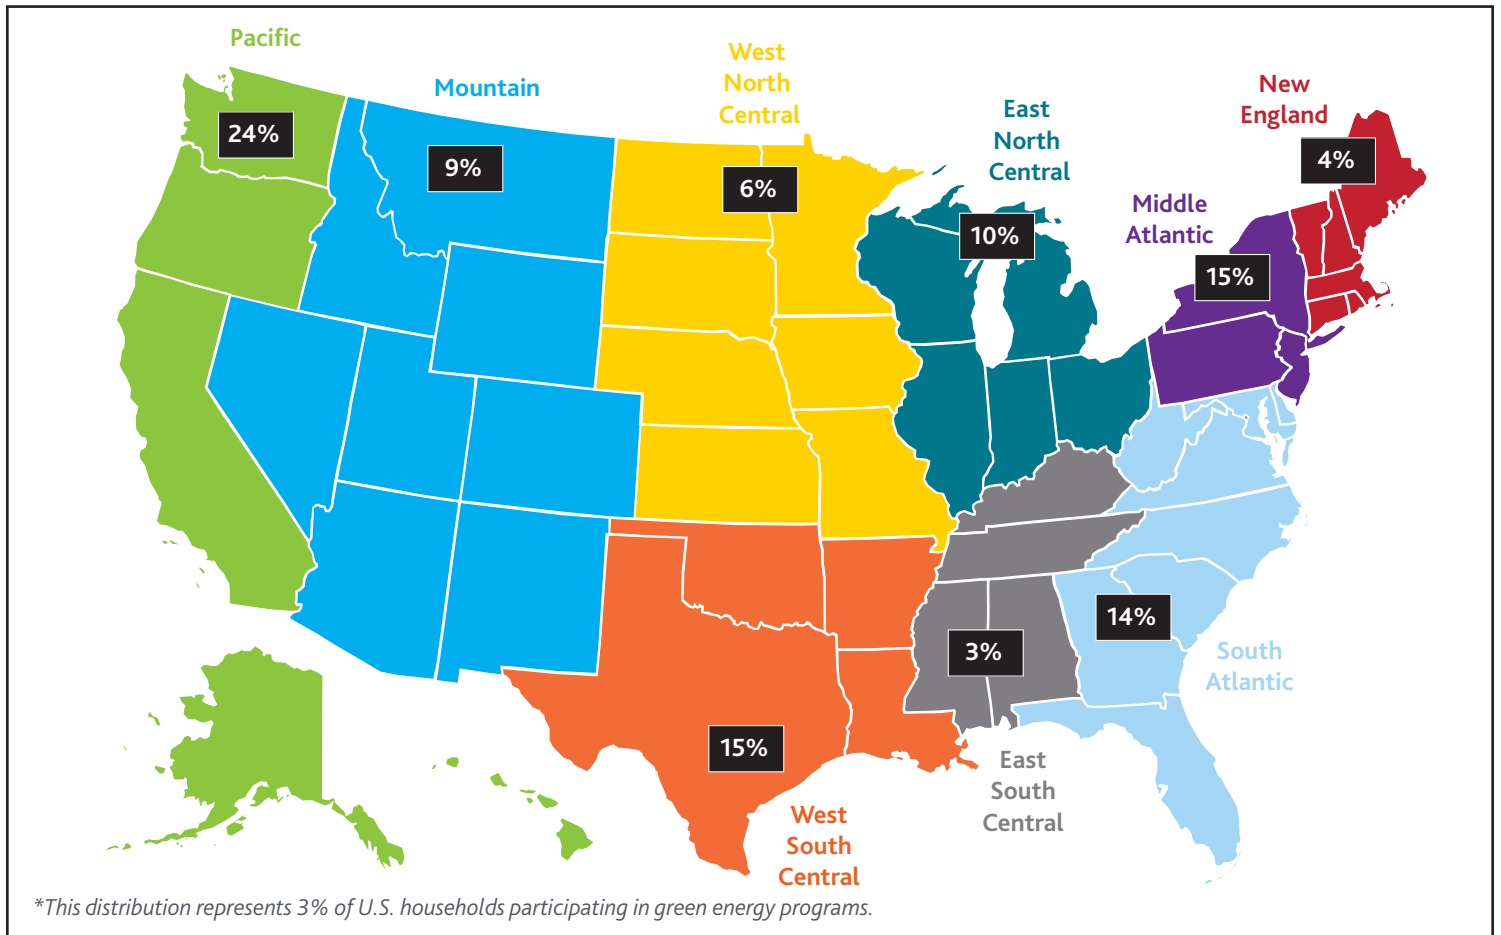 Pacific
24%
Mountain
9%
West
North
Central
6%
East
North
Central
10%
New
England
4%
Middle
Atlantic
15%
South
Atlantic
14%
East
South
Central
3%
West
South
Central
15%
*This distribution represents 3% of U.S. households participating in green energy programs.